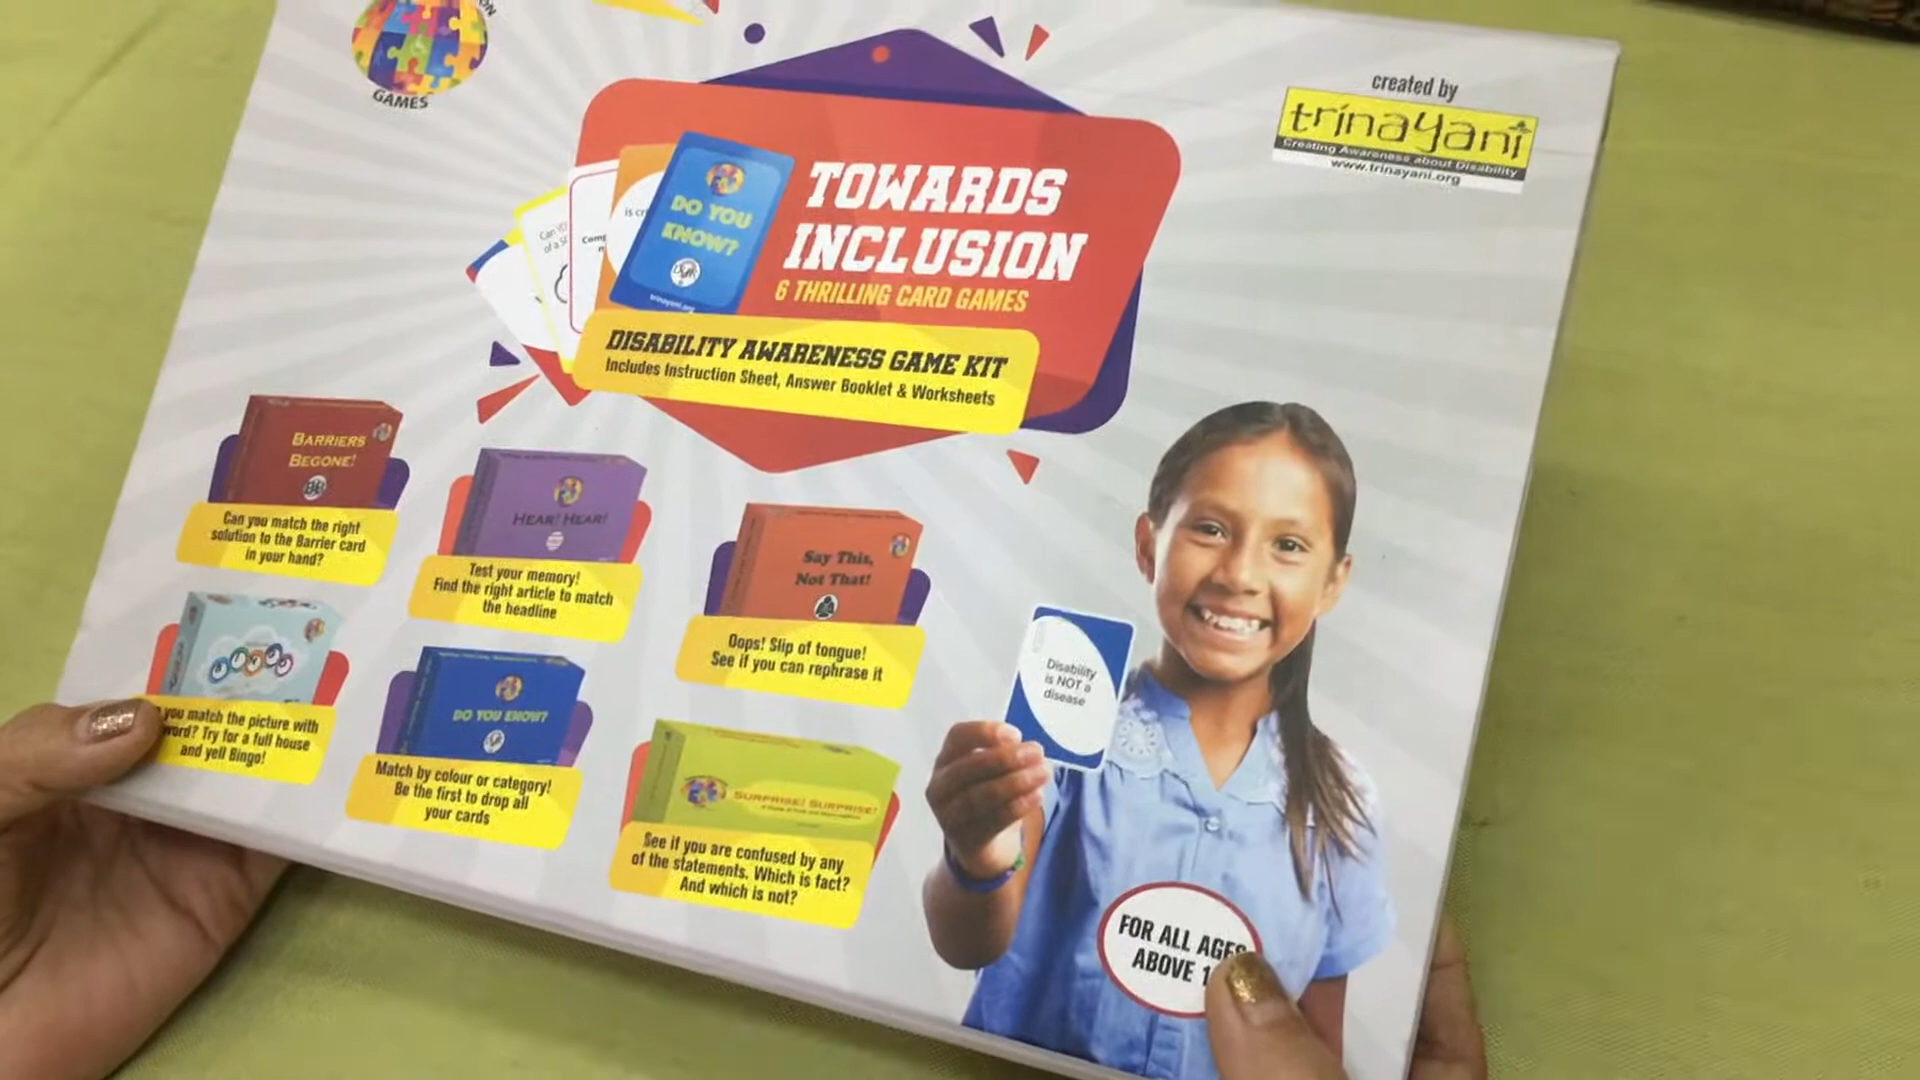 GAMES
created by
trinayani
Creating Awareness about Disability
www.trinayani.org
DO YOU
KNOW?
trinayani.org
TOWARDS
INCLUSION
6 THRILLING CARD GAMES
DISABILITY AWARENESS GAME KIT
Includes Instruction Sheet, Answer Booklet & Worksheets
BARRIERS
BEGONE!
Can you match the right
solution to the Barrier card
in your hand?
HEAR! HEAR!
Test your memory!
Find the right article to match
the headline
Say This,
Not That!
Oops! Slip of tongue!
See if you can rephrase it
BINGO
you match the picture with
word? Try for a full house
and yell Bingo!
DO YOU KNOW?
Match by colour or category!
Be the first to drop all
your cards
SURPRISE! SURPRISE!
See if you are confused by any
of the statements. Which is fact?
And which is not?
Disability
is NOT a
disease
FOR ALL AGES
ABOVE 1